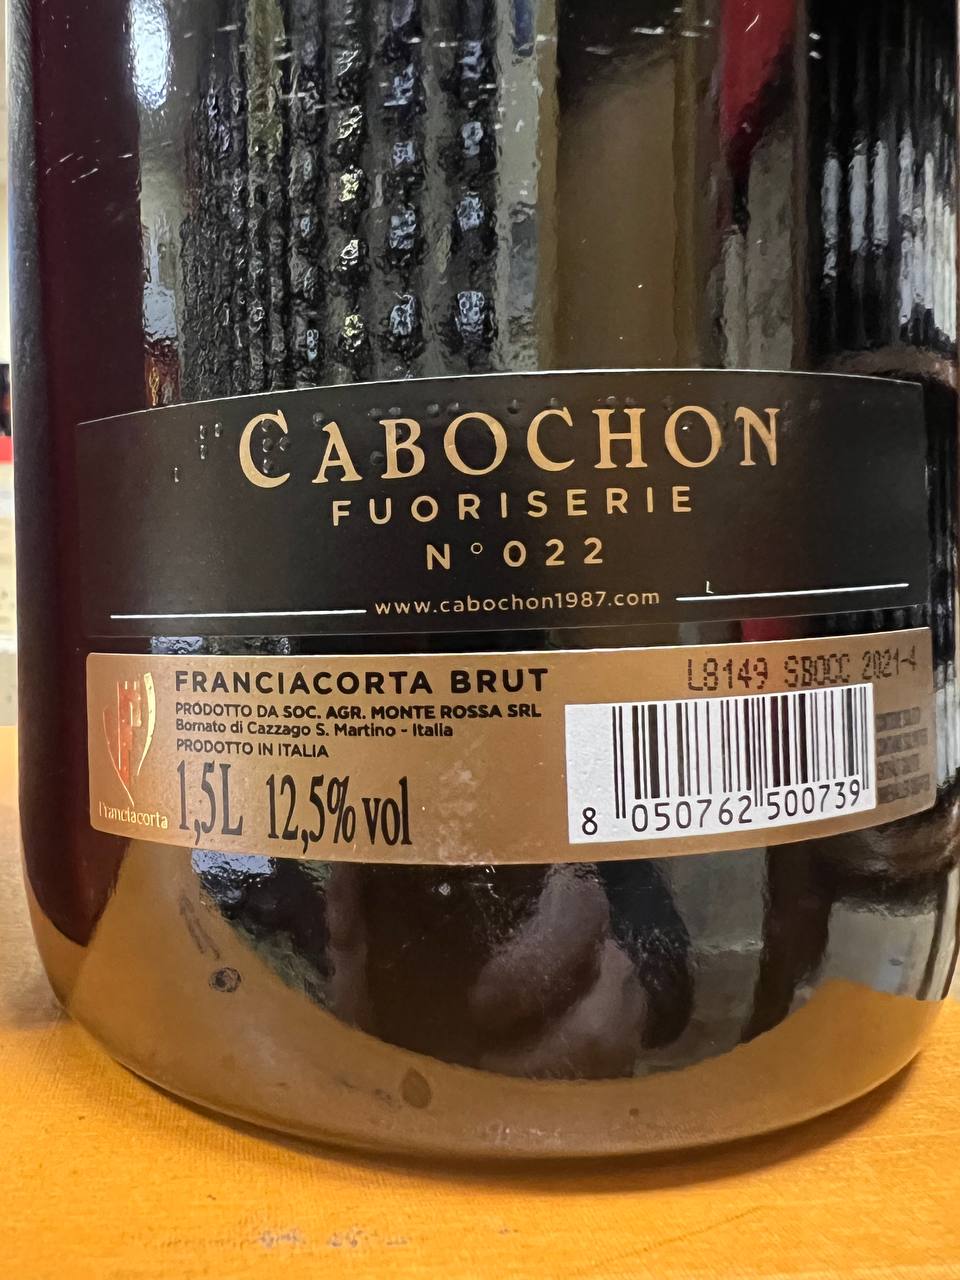 CABOCHON
FUORISERIE
N°022
www.cabochon1987.com
FRANCIACORTA BRUT
PRODOTTO DA SOC. AGR. MONTE ROSSA SRL
Bornato di Cazzago S. Martino - Italia
PRODOTTO IN ITALIA
1,5L 12,5% vol
Franciacorta
L8149 SBOCC 2021-4
8 050762 500739